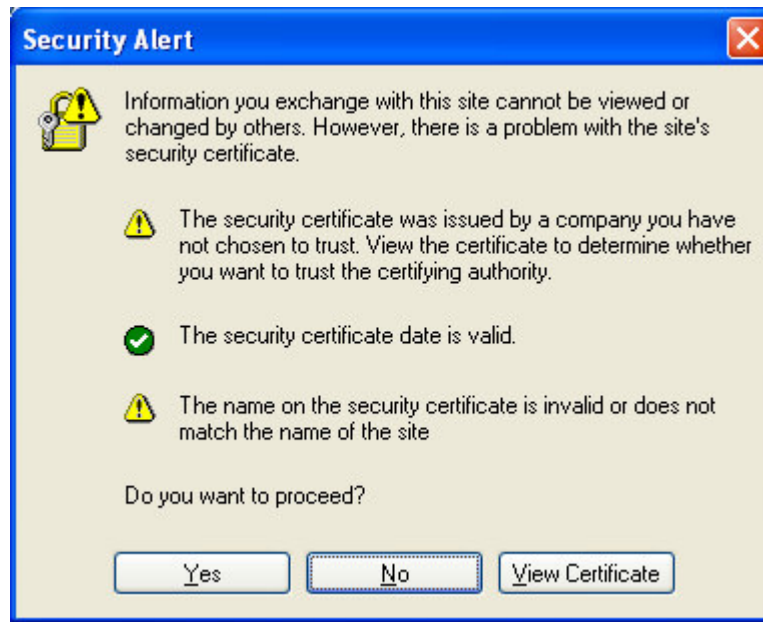 Security Alert
Information you exchange with this site cannot be viewed or
changed by others. However, there is a problem with the site's
security certificate.
The security certificate was issued by a company you have
not chosen to trust. View the certificate to determine whether
you want to trust the certifying authority.
The security certificate date is valid.
The name on the security certificate is invalid or does not
match the name of the site
Do you want to proceed?
Yes No View Certificate